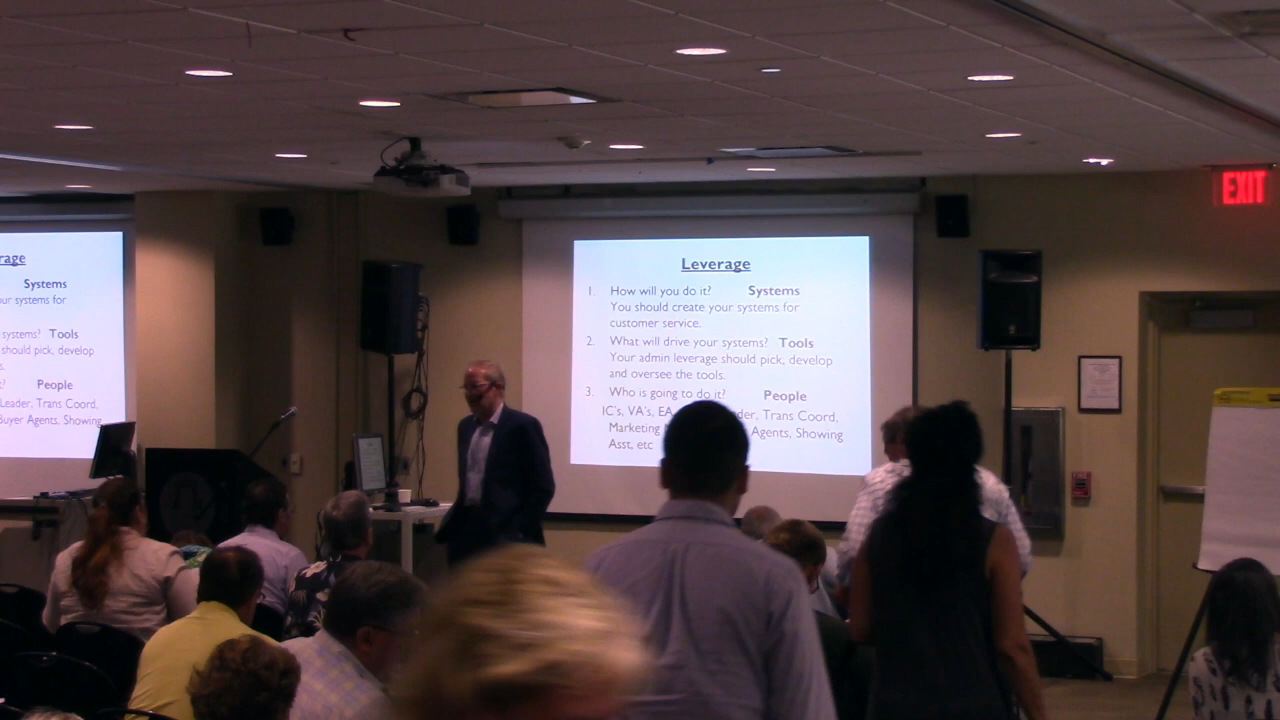 Leverage
1. How will you do it? Systems
You should create your systems for
customer service.
2. What will drive your systems? Tools
Your admin leverage should pick, develop
and oversee the tools.
3. Who is going to do it? People
IC's, VA's, EA, Trans Coord,
Marketing Agents, Showing
Asst, etc
rage
Systems
our systems for
systems? Tools
should pick, develop
People
Leader, Trans Coord,
Buyer Agents, Showing
EXIT